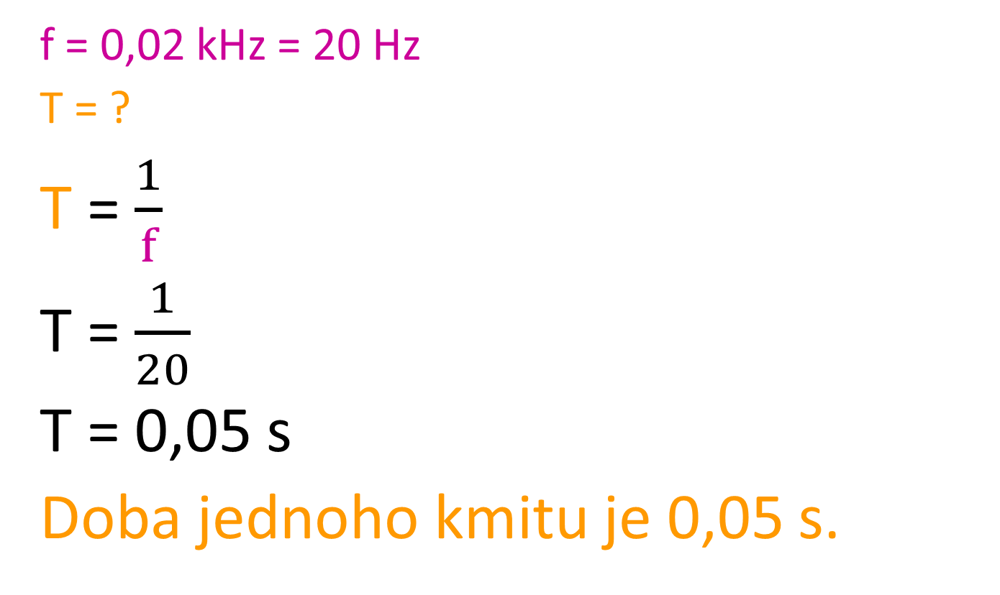 f = 0,02 kHz = 20 Hz
T = ?
T = 1/f
T = 1/20
T = 0,05 s
Doba jednoho kmitu je 0,05 s.